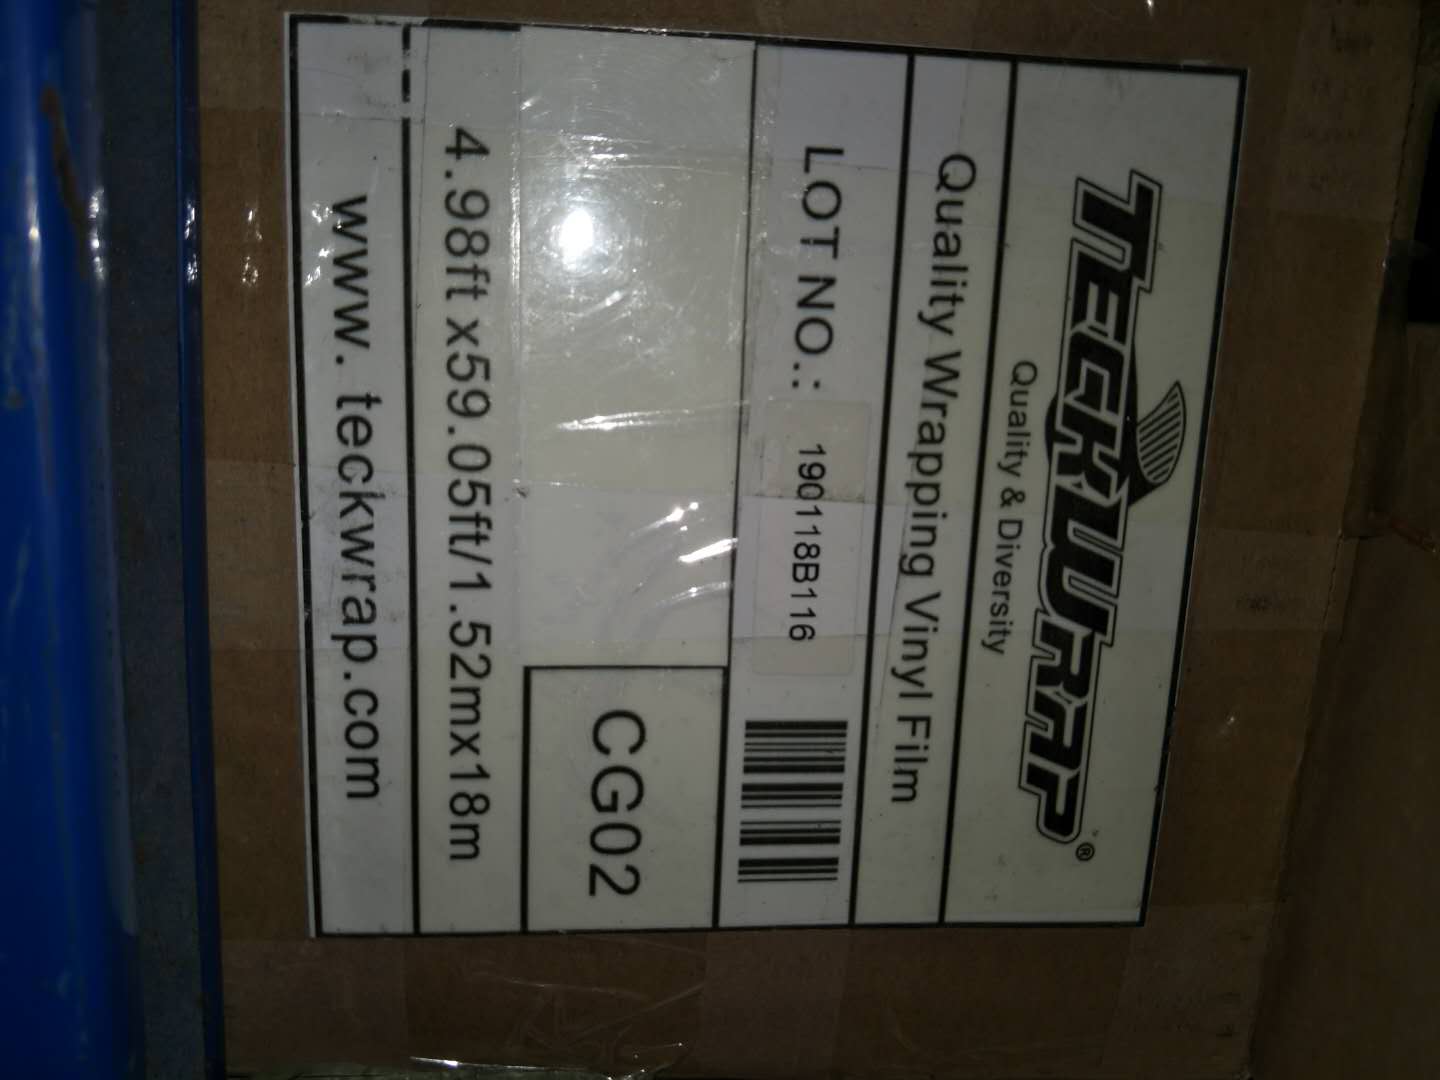 TECKWRAP®
Quality & Diversity
Quality Wrapping Vinyl Film
LOT NO.: 190118B116
CG02
4.98ft x59.05ft/1.52mx18m
www. teckwrap.com